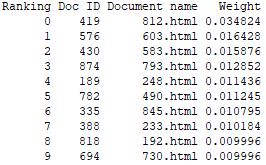 Ranking Doc ID Document name Weight
0 419 812.html 0.034824
1 576 603.html 0.016428
2 430 583.html 0.015876
3 874 793.html 0.012852
4 189 248.html 0.011436
5 782 490.html 0.011245
6 335 845.html 0.010795
7 388 233.html 0.010184
8 818 192.html 0.009996
9 694 730.html 0.009996